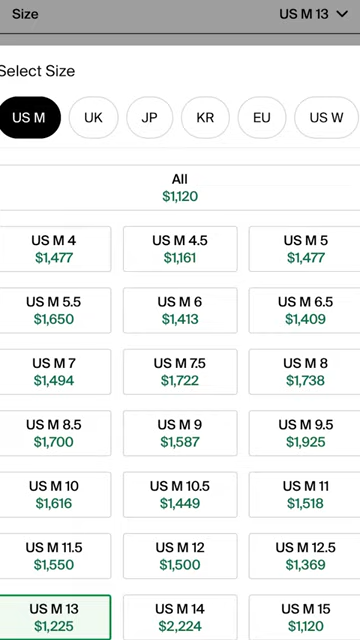 Size US M 13
Select Size
US M UK JP KR EU US W
All
$1,120
US M 4 US M 4.5 US M 5
$1,477 $1,161 $1,477
US M 5.5 US M 6 US M 6.5
$1,650 $1,413 $1,409
US M 7 US M 7.5 US M 8
$1,494 $1,722 $1,738
US M 8.5 US M 9 US M 9.5
$1,700 $1,587 $1,925
US M 10 US M 10.5 US M 11
$1,616 $1,449 $1,518
US M 11.5 US M 12 US M 12.5
$1,550 $1,500 $1,369
US M 13 US M 14 US M 15
$1,225 $2,224 $1,120